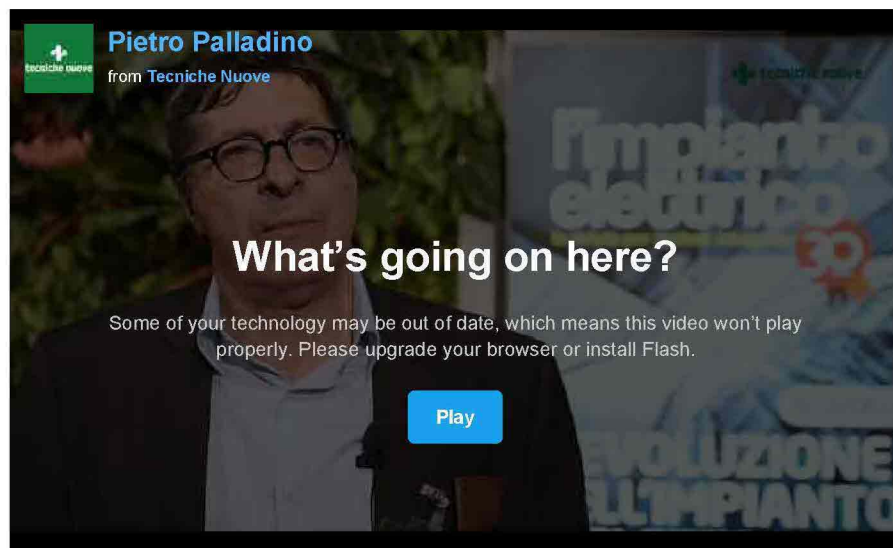 Pietro Palladino
tecniche nuove
from Tecniche Nuove
tecniche nuove
l'impianto
elettrico
30
What’s going on here?
Some of your technology may be out of date, which means this video won’t play
properly. Please upgrade your browser or install Flash.
Play
EVOLUZIONE
ELL'IMPIANTO